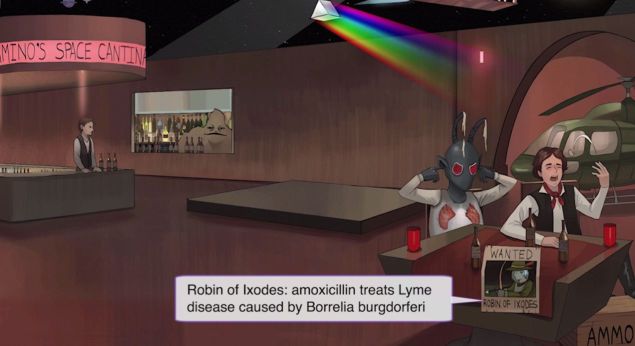 MINO'S SPACE CANTINA
WANTED
ROBIN OF IXODES
Robin of Ixodes: amoxicillin treats Lyme
disease caused by Borrelia burgdorferi
AMMO